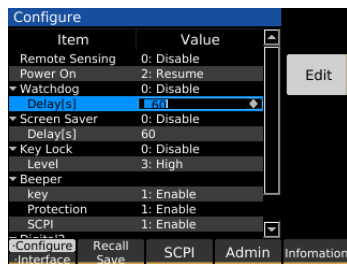 Configure
Item Value
Remote Sensing 0: Disable
Power On 2: Resume
Edit
Watchdog 0: Disable
Delay[s] 60
Screen Saver 0: Disable
Delay[s] 60
Key Lock 0: Disable
Level 3: High
Beeper
key 1: Enable
Protection 1: Enable
SCPI 1: Enable
·Configure Recall SCPI Admin Infomation
·Interface Save